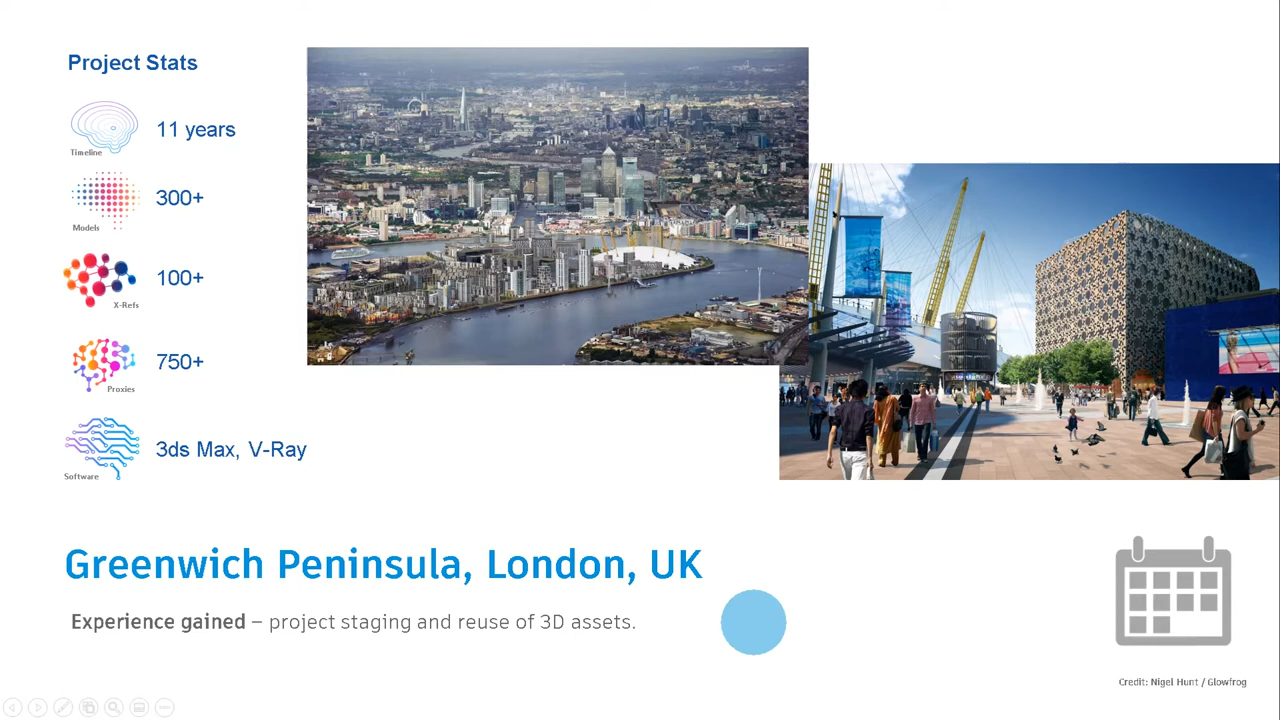 Project Stats
11 years
Timeline
300+
Models
100+
X-Refs
750+
Proxies
3ds Max, V-Ray
Software
Greenwich Peninsula, London, UK
Experience gained – project staging and reuse of 3D assets.
Credit: Nigel Hunt / Glowfrog